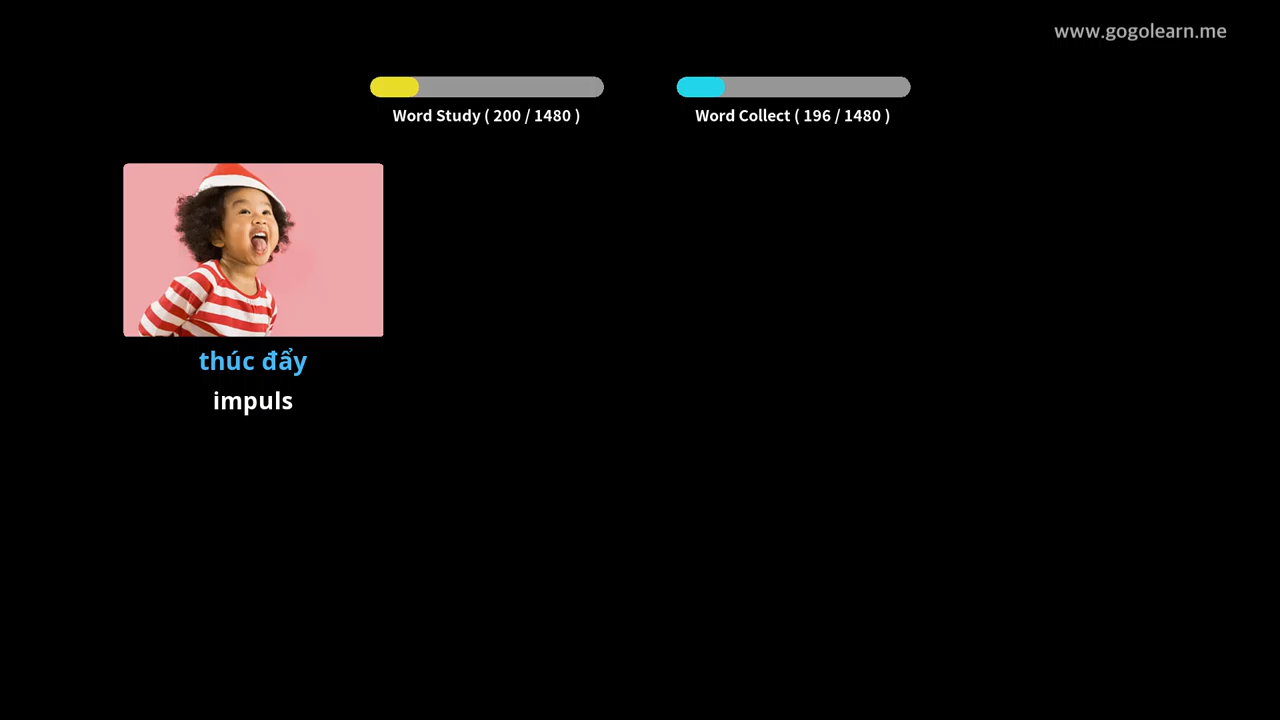 www.gogolearn.me
Word Study ( 200 / 1480 )
Word Collect ( 196 / 1480 )
thúc đẩy
impuls